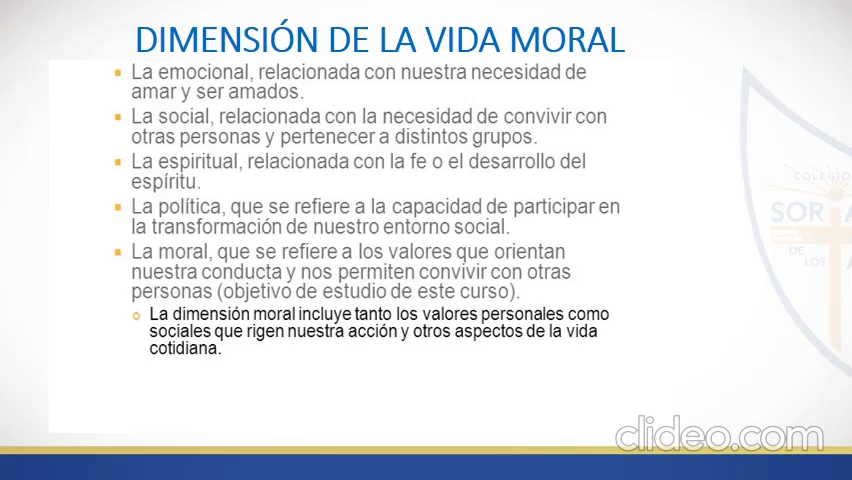 DIMENSIÓN DE LA VIDA MORAL
La emocional, relacionada con nuestra necesidad de
amar y ser amados.
La social, relacionada con la necesidad de convivir con
otras personas y pertenecer a distintos grupos.
La espiritual, relacionada con la fe o el desarrollo del
espíritu.
La política, que se refiere a la capacidad de participar en
la transformación de nuestro entorno social.
La moral, que se refiere a los valores que orientan
nuestra conducta y nos permiten convivir con otras
personas (objetivo de estudio de este curso).
La dimensión moral incluye tanto los valores personales como
sociales que rigen nuestra acción y otros aspectos de la vida
cotidiana.
COLEGIO
SOR
DE
LOS
clideo.com